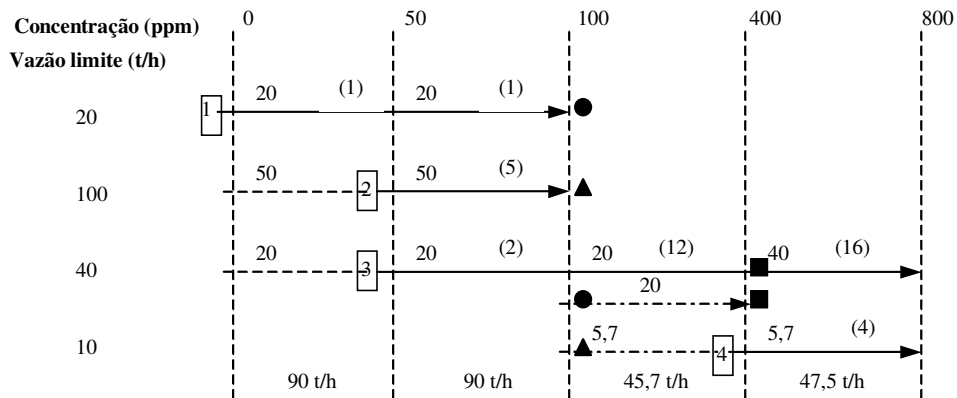 Concentração (ppm) 0 50 100 400 800
Vazão limite (t/h)
20 1 20 (1) 20 (1)
100 50 2 50 (5)
40 20 3 20 (2) 20 (12) 40 (16)
20
10 5,7 4 5,7 (4)
90 t/h 90 t/h 45,7 t/h 47,5 t/h